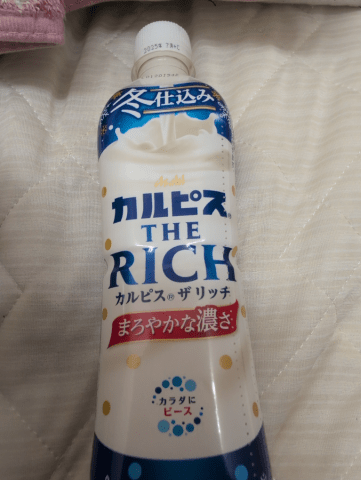 冬仕込み
Asahi
カルピス®
THE
RICH
カルピス® ザ リッチ
まろやかな濃さ
カラダに
ピース